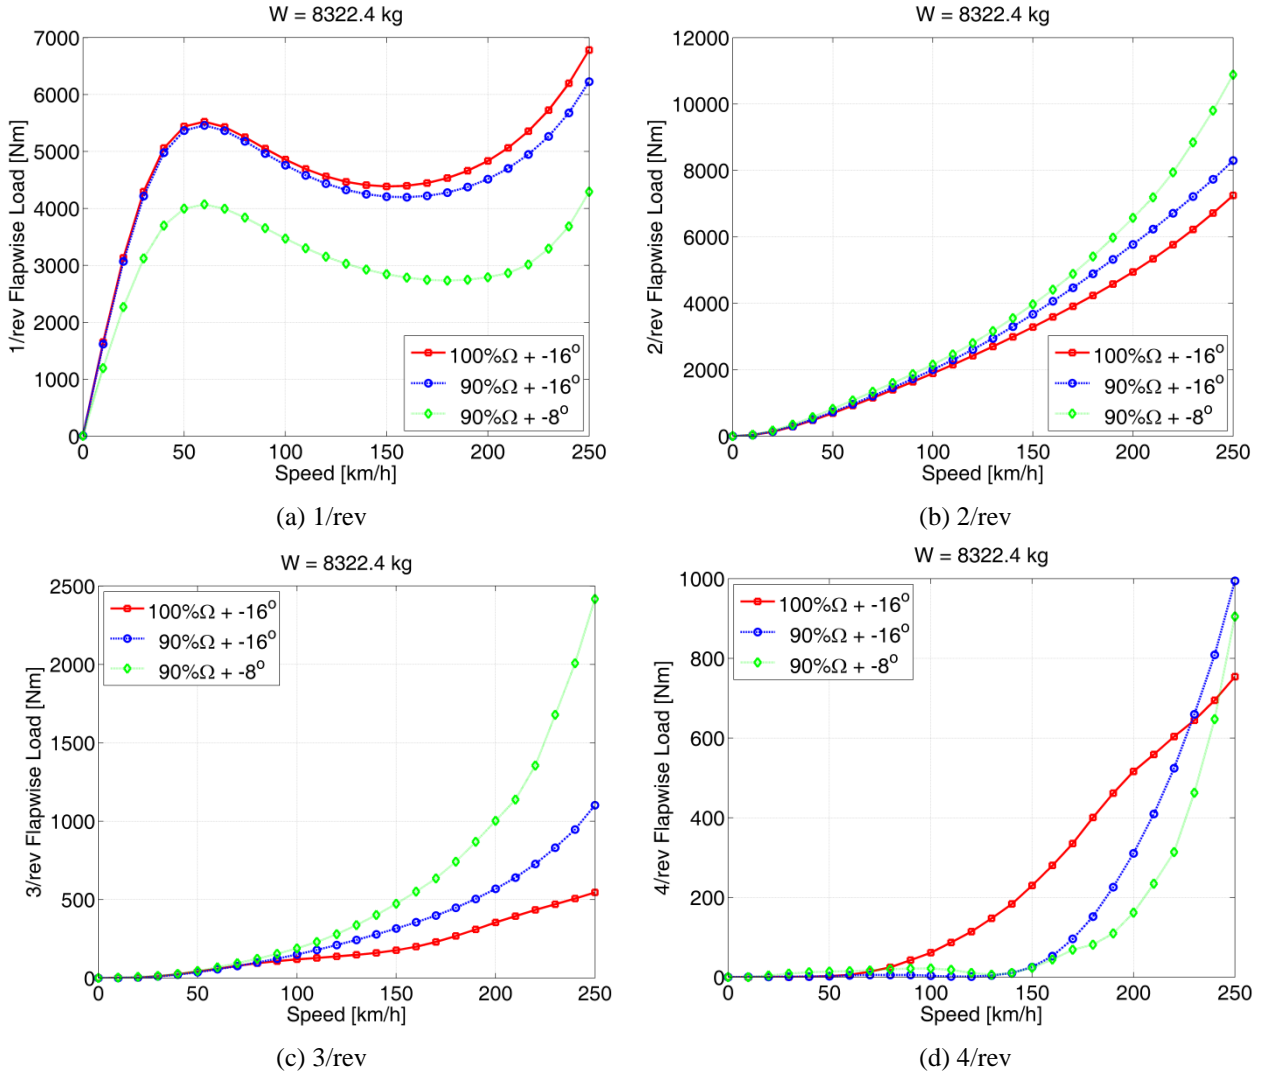 W = 8322.4 kg
7000
6000
5000
4000
3000
2000
1000
0
1/rev Flapwise Load [Nm]
100%Ω + -16°
90%Ω + -16°
90%Ω + -8°
0 50 100 150 200 250
Speed [km/h]
(a) 1/rev
W = 8322.4 kg
12000
10000
8000
6000
4000
2000
0
2/rev Flapwise Load [Nm]
100%Ω + -16°
90%Ω + -16°
90%Ω + -8°
0 50 100 150 200 250
Speed [km/h]
(b) 2/rev
W = 8322.4 kg
2500
2000
1500
1000
500
0
3/rev Flapwise Load [Nm]
100%Ω + -16°
90%Ω + -16°
90%Ω + -8°
0 50 100 150 200 250
Speed [km/h]
(c) 3/rev
W = 8322.4 kg
1000
800
600
400
200
0
4/rev Flapwise Load [Nm]
100%Ω + -16°
90%Ω + -16°
90%Ω + -8°
0 50 100 150 200 250
Speed [km/h]
(d) 4/rev